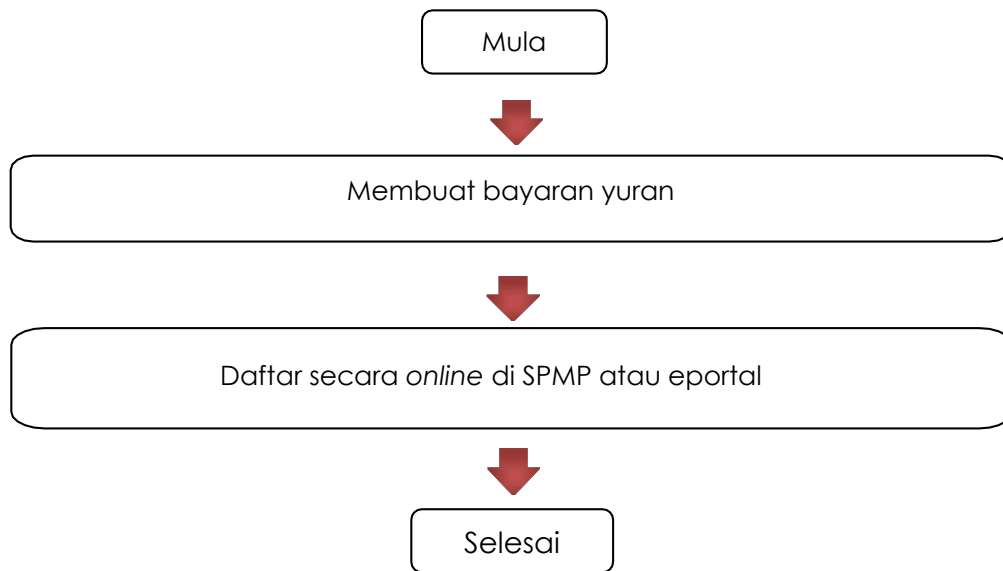 Mula
Membuat bayaran yuran
Daftar secara online di SPMP atau eportal
Selesai